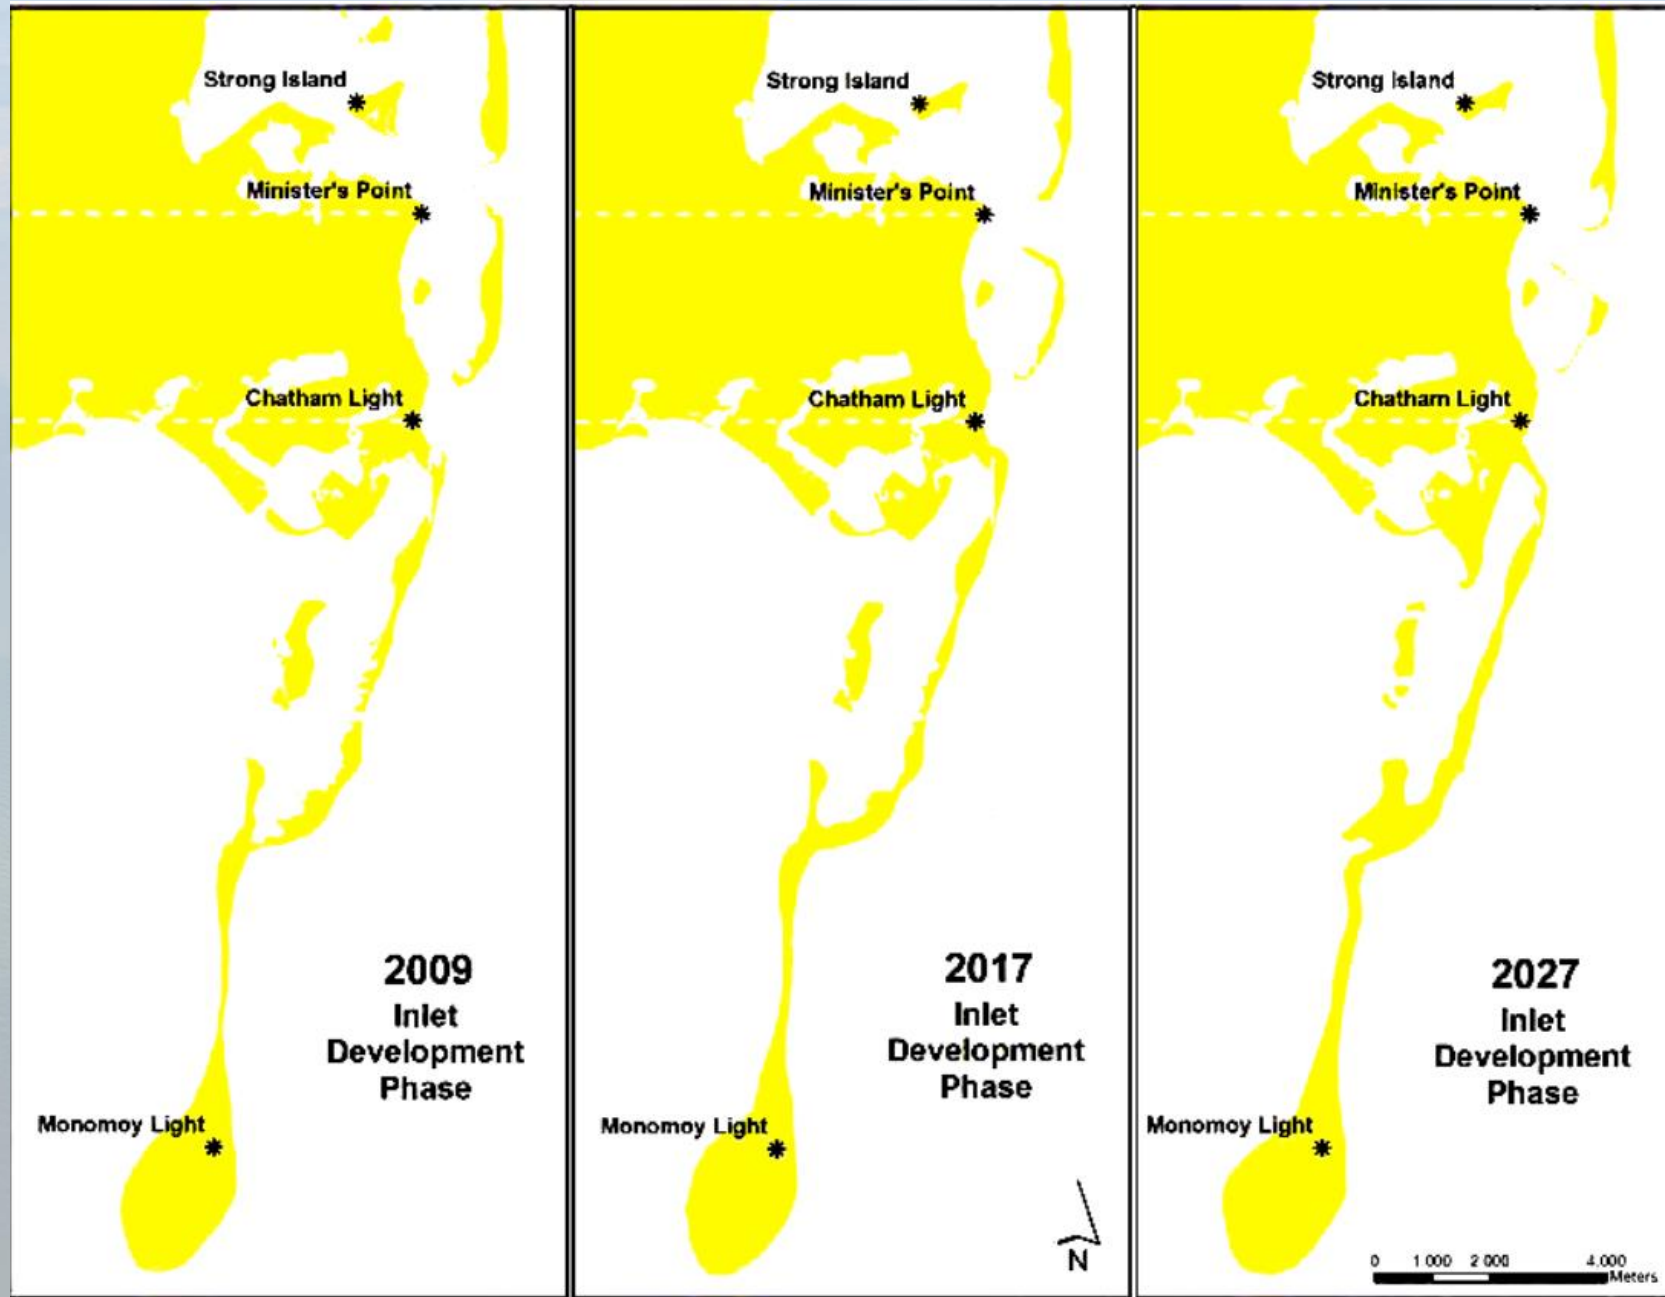 Strong Island
Minister's Point
Chatham Light
2009
Inlet
Development
Phase
Monomoy Light
Strong Island
Minister's Point
Chatham Light
2017
Inlet
Development
Phase
Monomoy Light
N
Strong Island
Minister's Point
Chatham Light
2027
Inlet
Development
Phase
Monomoy Light
0 1 000 2 000 4,000
Meters